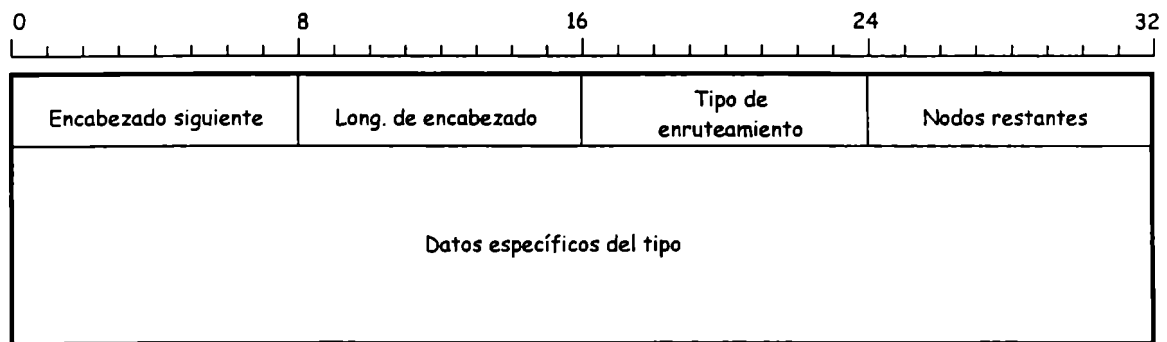 0 8 16 24 32
Encabezado siguiente Long. de encabezado Tipo de enruteamiento Nodos restantes
Datos específicos del tipo